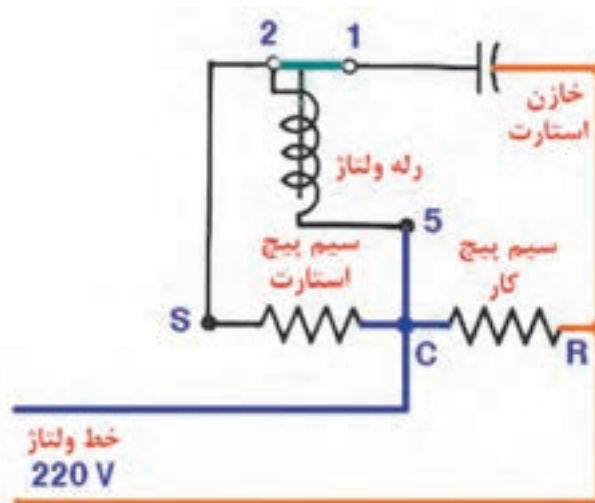 2
1
خازن
استارت
رله ولتاژ
5
سیم پیچ
استارت
سیم پیچ
کار
S
C
R
خط ولتاژ
220 V